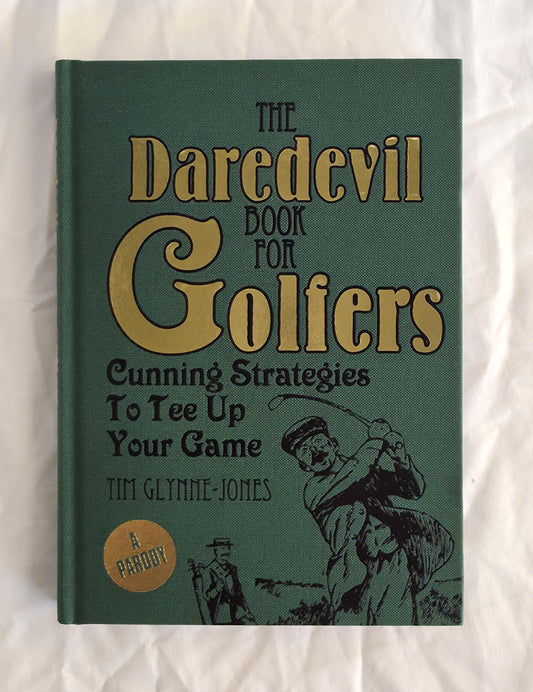 THE
Daredevil
BOOK
FOR
Golfers
Cunning Strategies
To Tee Up
Your Game
TIM GLYNNE-JONES
A
PARODY